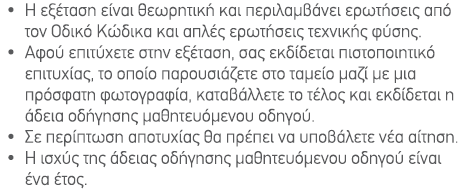 • Η εξέταση είναι θεωρητική και περιλαμβάνει ερωτήσεις από
τον Οδικό Κώδικα και απλές ερωτήσεις τεχνικής φύσης.
• Αφού επιτύχετε στην εξέταση, σας εκδίδεται πιστοποιητικό
επιτυχίας, το οποίο παρουσιάζετε στο ταμείο μαζί με μια
πρόσφατη φωτογραφία, καταβάλλετε το τέλος και εκδίδεται η
άδεια οδήγησης μαθητευόμενου οδηγού.
• Σε περίπτωση αποτυχίας θα πρέπει να υποβάλετε νέα αίτηση.
• Η ισχύς της άδειας οδήγησης μαθητευόμενου οδηγού είναι
ένα έτος.